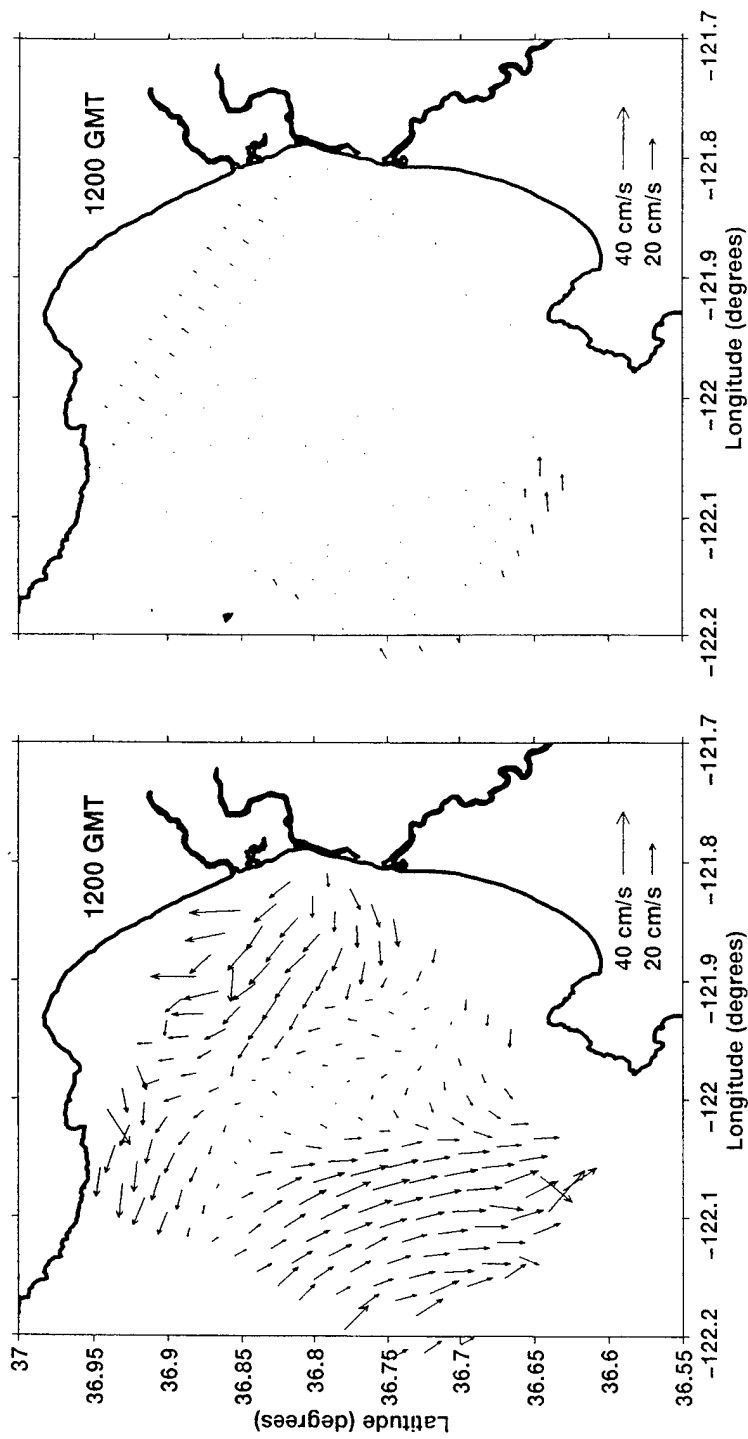 1200 GMT
40 cm/s
20 cm/s
37
36.95
36.9
36.85
36.8
36.75
36.7
36.65
36.6
36.55
Latitude (degrees)
-122.2
-122.1
-122
-121.9
-121.8
-121.7
Longitude (degrees)
1200 GMT
40 cm/s
20 cm/s
-122.2
-122.1
-122
-121.9
-121.8
-121.7
Longitude (degrees)